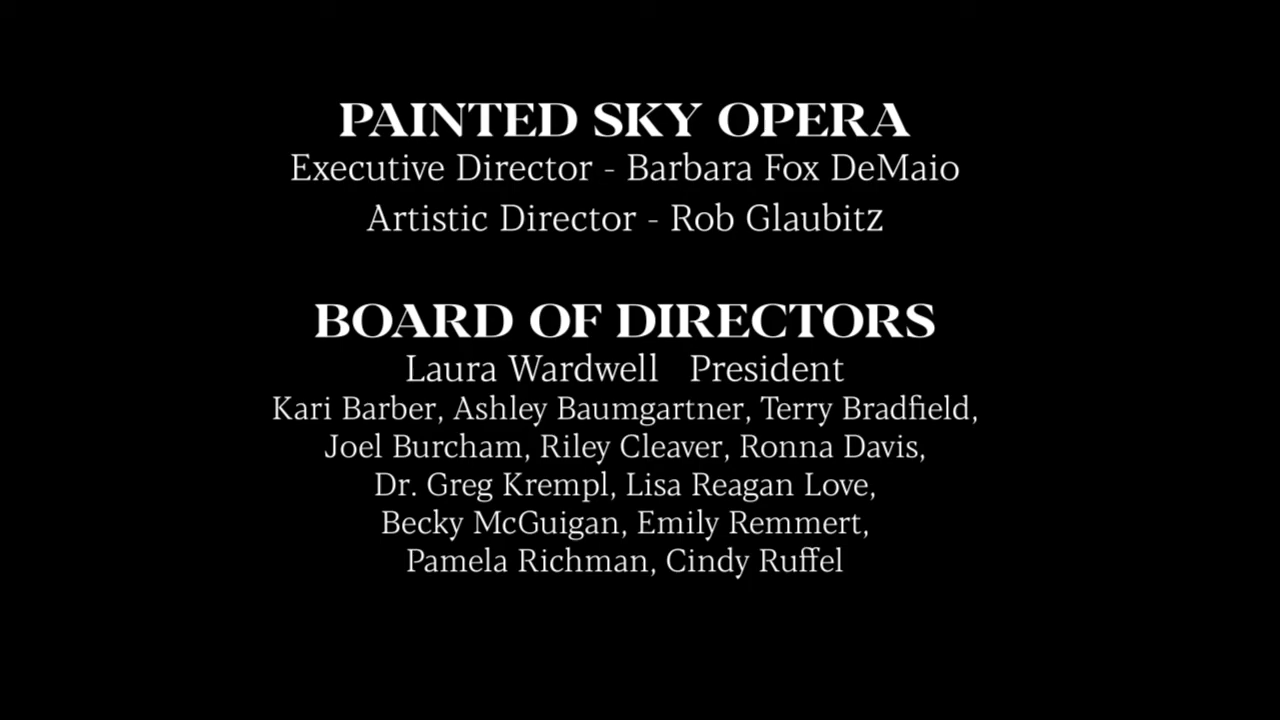 PAINTED SKY OPERA
Executive Director - Barbara Fox DeMaio
Artistic Director - Rob Glaubitz
BOARD OF DIRECTORS
Laura Wardwell President
Kari Barber, Ashley Baumgartner, Terry Bradfield,
Joel Burcham, Riley Cleaver, Ronna Davis,
Dr. Greg Krempl, Lisa Reagan Love,
Becky McGuigan, Emily Remmert,
Pamela Richman, Cindy Ruffel